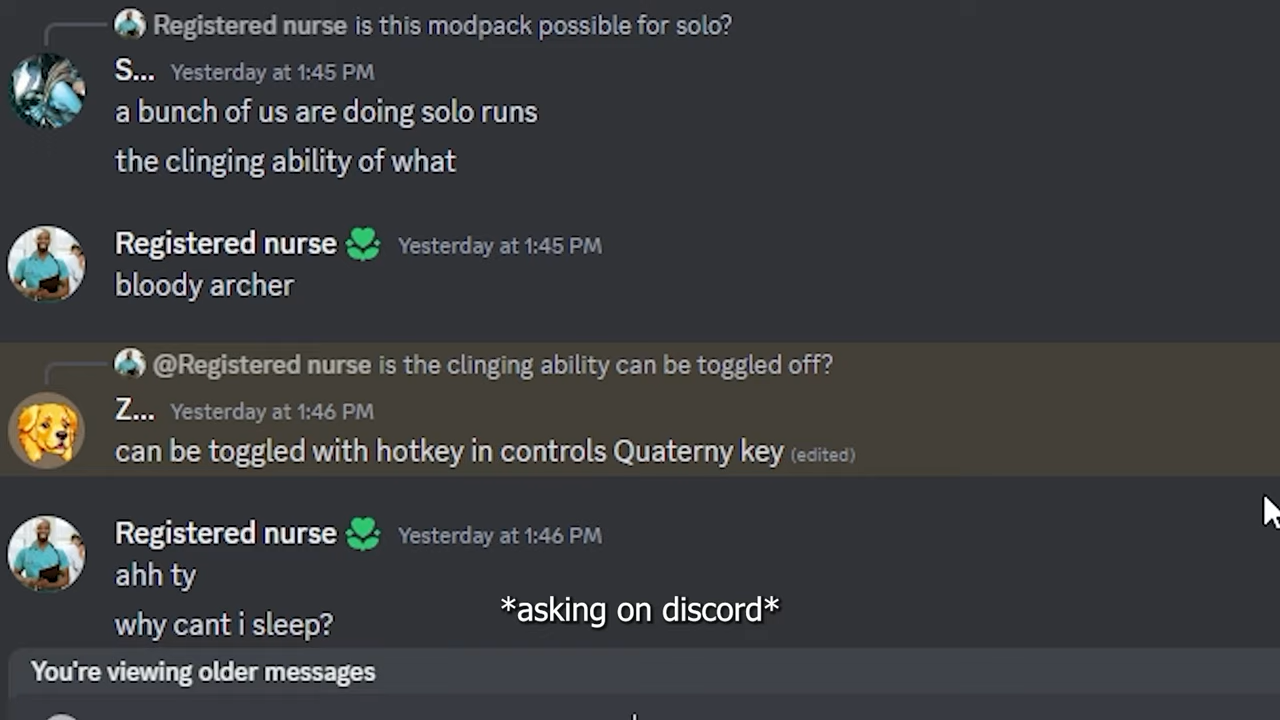 Registered nurse is this modpack possible for solo?
S... Yesterday at 1:45 PM
a bunch of us are doing solo runs
the clinging ability of what
Registered nurse Yesterday at 1:45 PM
bloody archer
@Registered nurse is the clinging ability can be toggled off?
Z... Yesterday at 1:46 PM
can be toggled with hotkey in controls Quaterny key (edited)
Registered nurse Yesterday at 1:46 PM
ahh ty
*asking on discord*
why cant i sleep?
You're viewing older messages